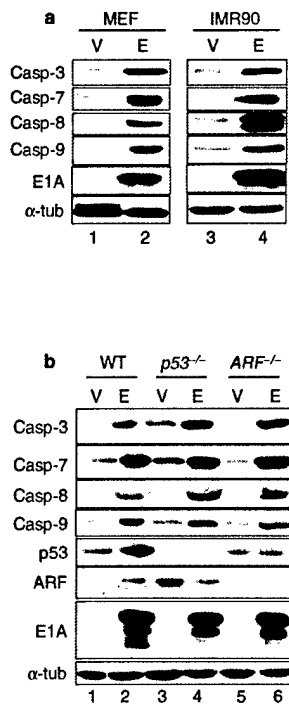 a
MEF IMR90
V E V E
Casp-3
Casp-7
Casp-8
Casp-9
E1A
α-tub
1 2 3 4
b
WT p53−/− ARF−/−
V E V E V E
Casp-3
Casp-7
Casp-8
Casp-9
p53
ARF
E1A
α-tub
1 2 3 4 5 6